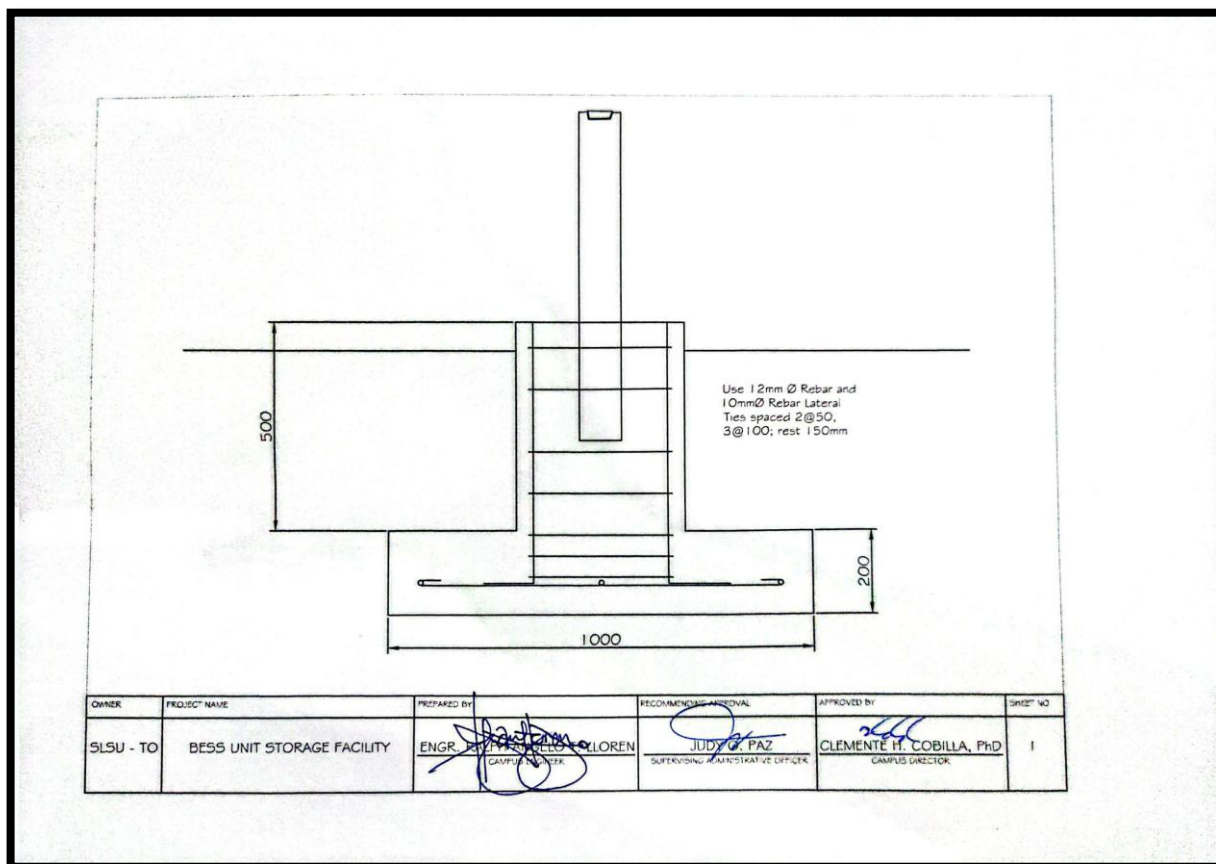 500
Use 12mm Ø Rebar and
10mmØ Rebar Lateral
Ties spaced 2@50,
3@100; rest 150mm
200
1000
OWNER
PROJECT NAME
PREPARED BY
RECOMMENDING APPROVAL
APPROVED BY
SHEET NO
SLSU - TO
BESS UNIT STORAGE FACILITY
ENGR.
CAMPUS ENGINEER
JUDY PAZ
SUPERVISING ADMINISTRATIVE OFFICER
CLEMENTE H. COBILLA, PhD
CAMPUS DIRECTOR
1